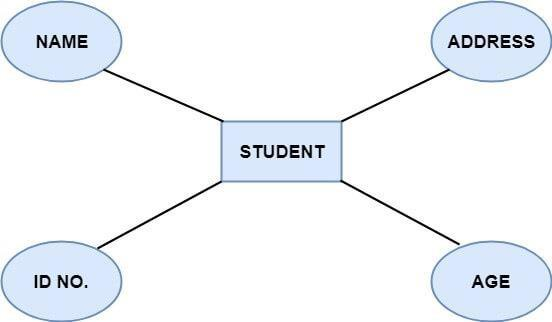 NAME
ADDRESS
STUDENT
ID NO.
AGE